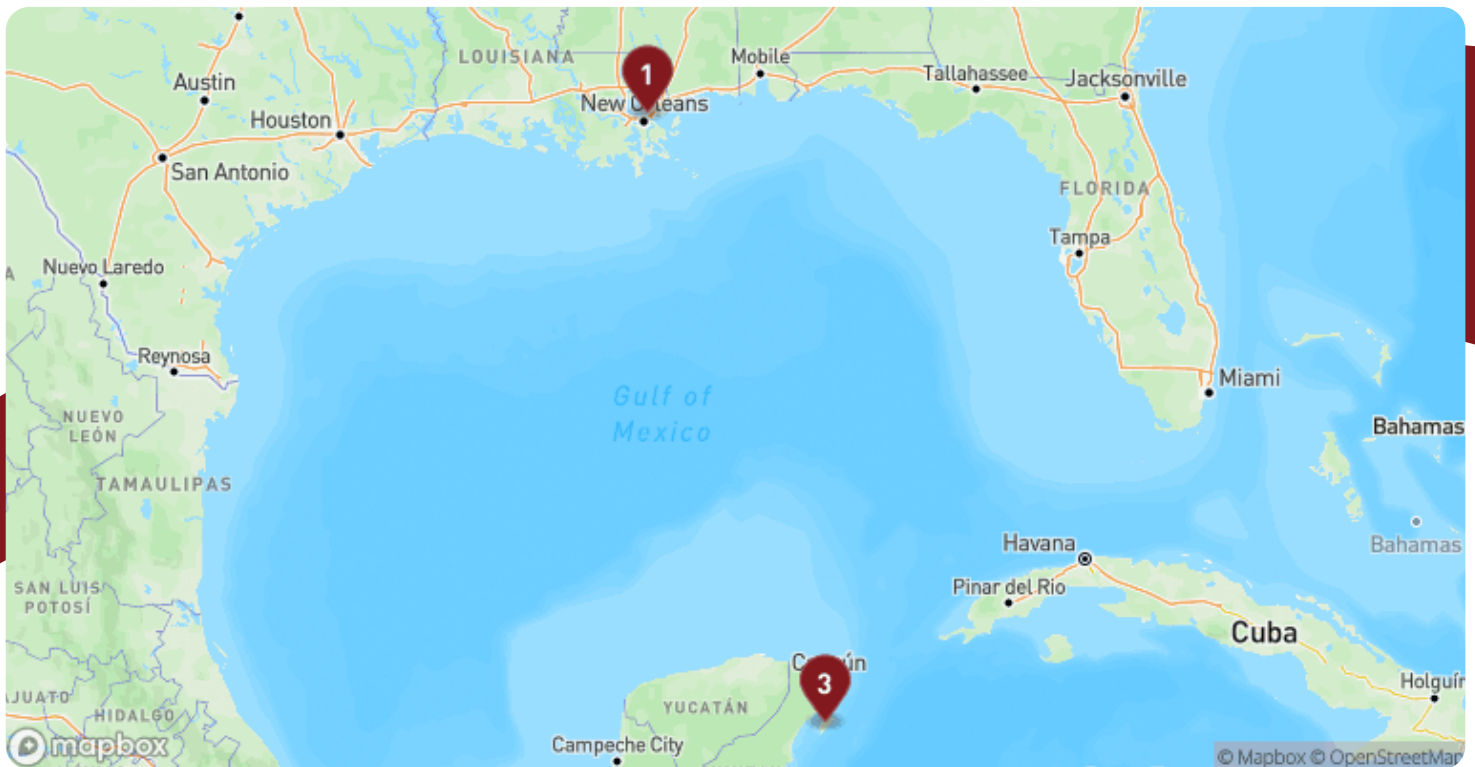 LOUISIANA
Mobile
1
Austin
Tallahassee
Jacksonville
New Orleans
Houston
San Antonio
FLORIDA
Tampa
Nuevo Laredo
A
Reynosa
Miami
Gulf of
Mexico
NUEVO
LEÓN
Bahamas
TAMAULIPAS
Havana
Bahamas
SAN LUIS
POTOSÍ
Pinar del Río
Cuba
3
Holguín
AJUATO
YUCATÁN
HIDALGO
Campeche City
mapbox
© Mapbox © OpenStreetMap